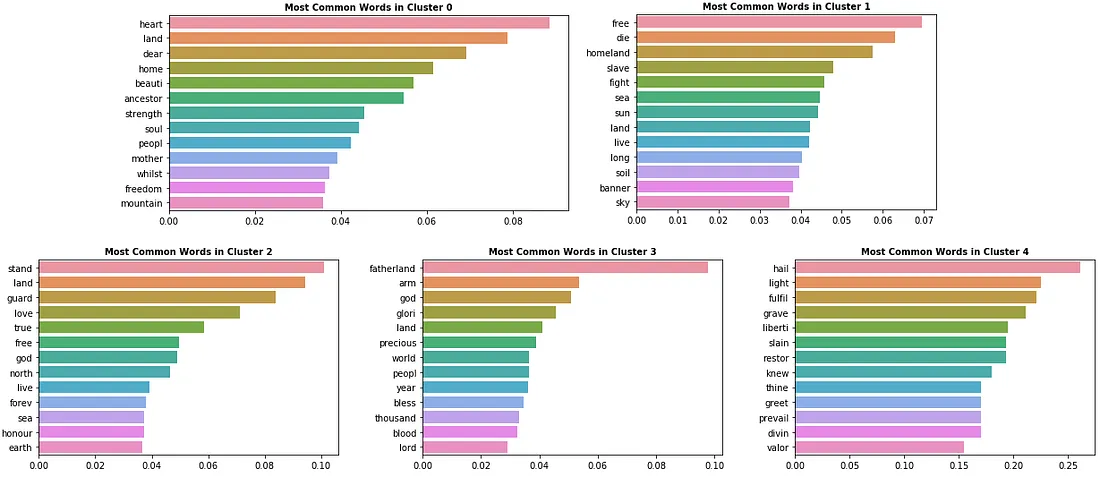 Most Common Words in Cluster 0
heart
land
dear
home
beauti
ancestor
strength
soul
peopl
mother
whilst
freedom
mountain
0.00 0.02 0.04 0.06 0.08
Most Common Words in Cluster 1
free
die
homeland
slave
fight
sea
sun
land
live
long
soil
banner
sky
0.00 0.01 0.02 0.03 0.04 0.05 0.06 0.07
Most Common Words in Cluster 2
stand
land
guard
love
true
free
god
north
live
forev
sea
honour
earth
0.00 0.02 0.04 0.06 0.08 0.10
Most Common Words in Cluster 3
fatherland
arm
god
glori
land
precious
world
peopl
year
bless
thousand
blood
lord
0.00 0.02 0.04 0.06 0.08 0.10
Most Common Words in Cluster 4
hail
light
fulfil
grave
liberti
slain
restor
knew
thine
greet
prevail
divin
valor
0.00 0.05 0.10 0.15 0.20 0.25